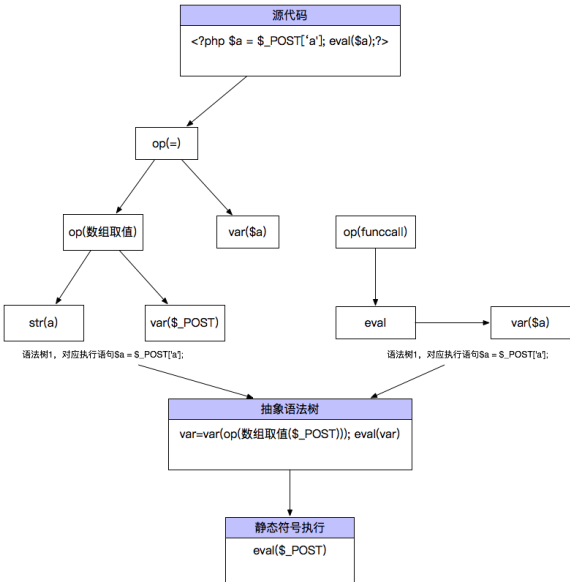 源代码
<?php $a = $_POST['a']; eval($a);?>
op(=)
op(数组取值)
var($a)
op(funccall)
str(a)
var($_POST)
eval
var($a)
语法树1，对应执行语句$a = $_POST['a'];
语法树1，对应执行语句$a = $_POST['a'];
抽象语法树
var=var(op(数组取值($_POST))); eval(var)
静态符号执行
eval($_POST)